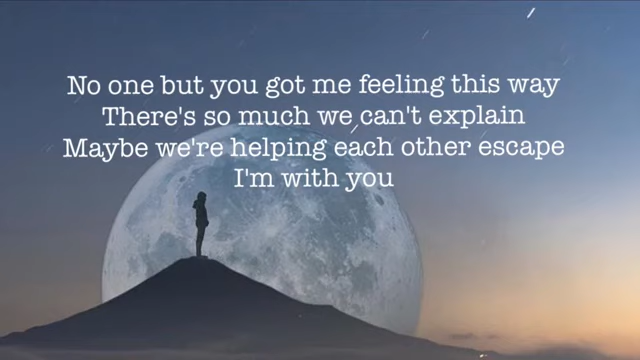 No one but you got me feeling this way
There's so much we can't explain
Maybe we're helping each other escape
I'm with you